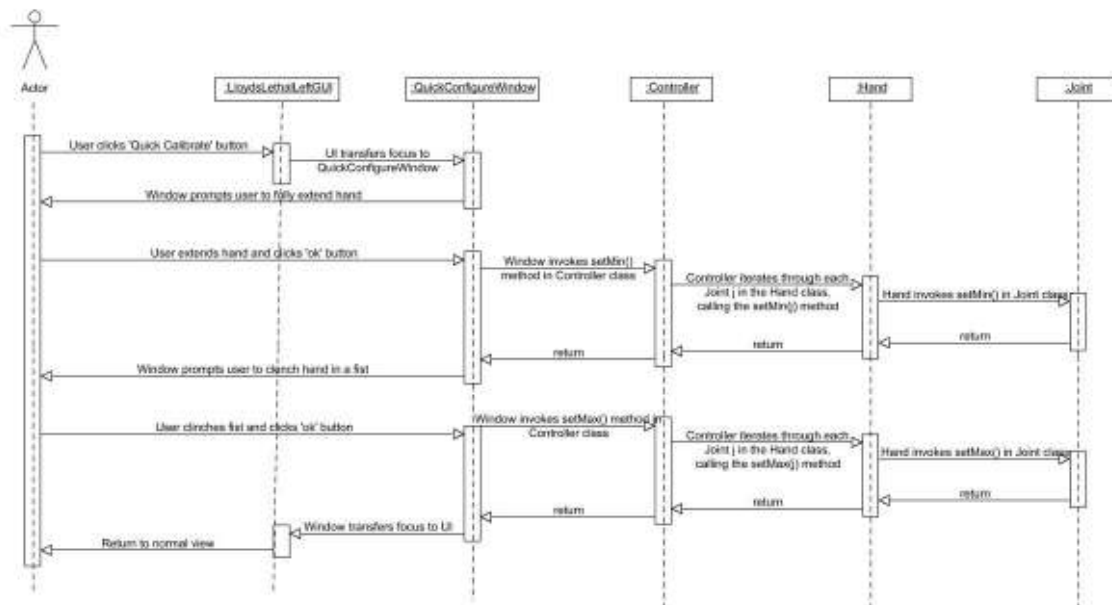 Actor
:LloydsLethalLeftGUI
:QuickConfigureWindow
:Controller
:Hand
:Joint
User clicks 'Quick Calibrate' button
UI transfers focus to
QuickConfigureWindow
Window prompts user to fully extend hand
User extends hand and clicks 'ok' button
Window invokes setMin()
method in Controller class
Controller iterates through each
Joint j in the Hand class,
calling the setMin(j) method
Hand invokes setMin() in Joint class
return
return
return
Window prompts user to clench hand in a fist
User clinches fist and clicks 'ok' button
Window invokes setMax() method in
Controller class
Controller iterates through each
Joint j in the Hand class,
calling the setMax(j) method
Hand invokes setMax() in Joint class
return
return
return
Window transfers focus to UI
Return to normal view